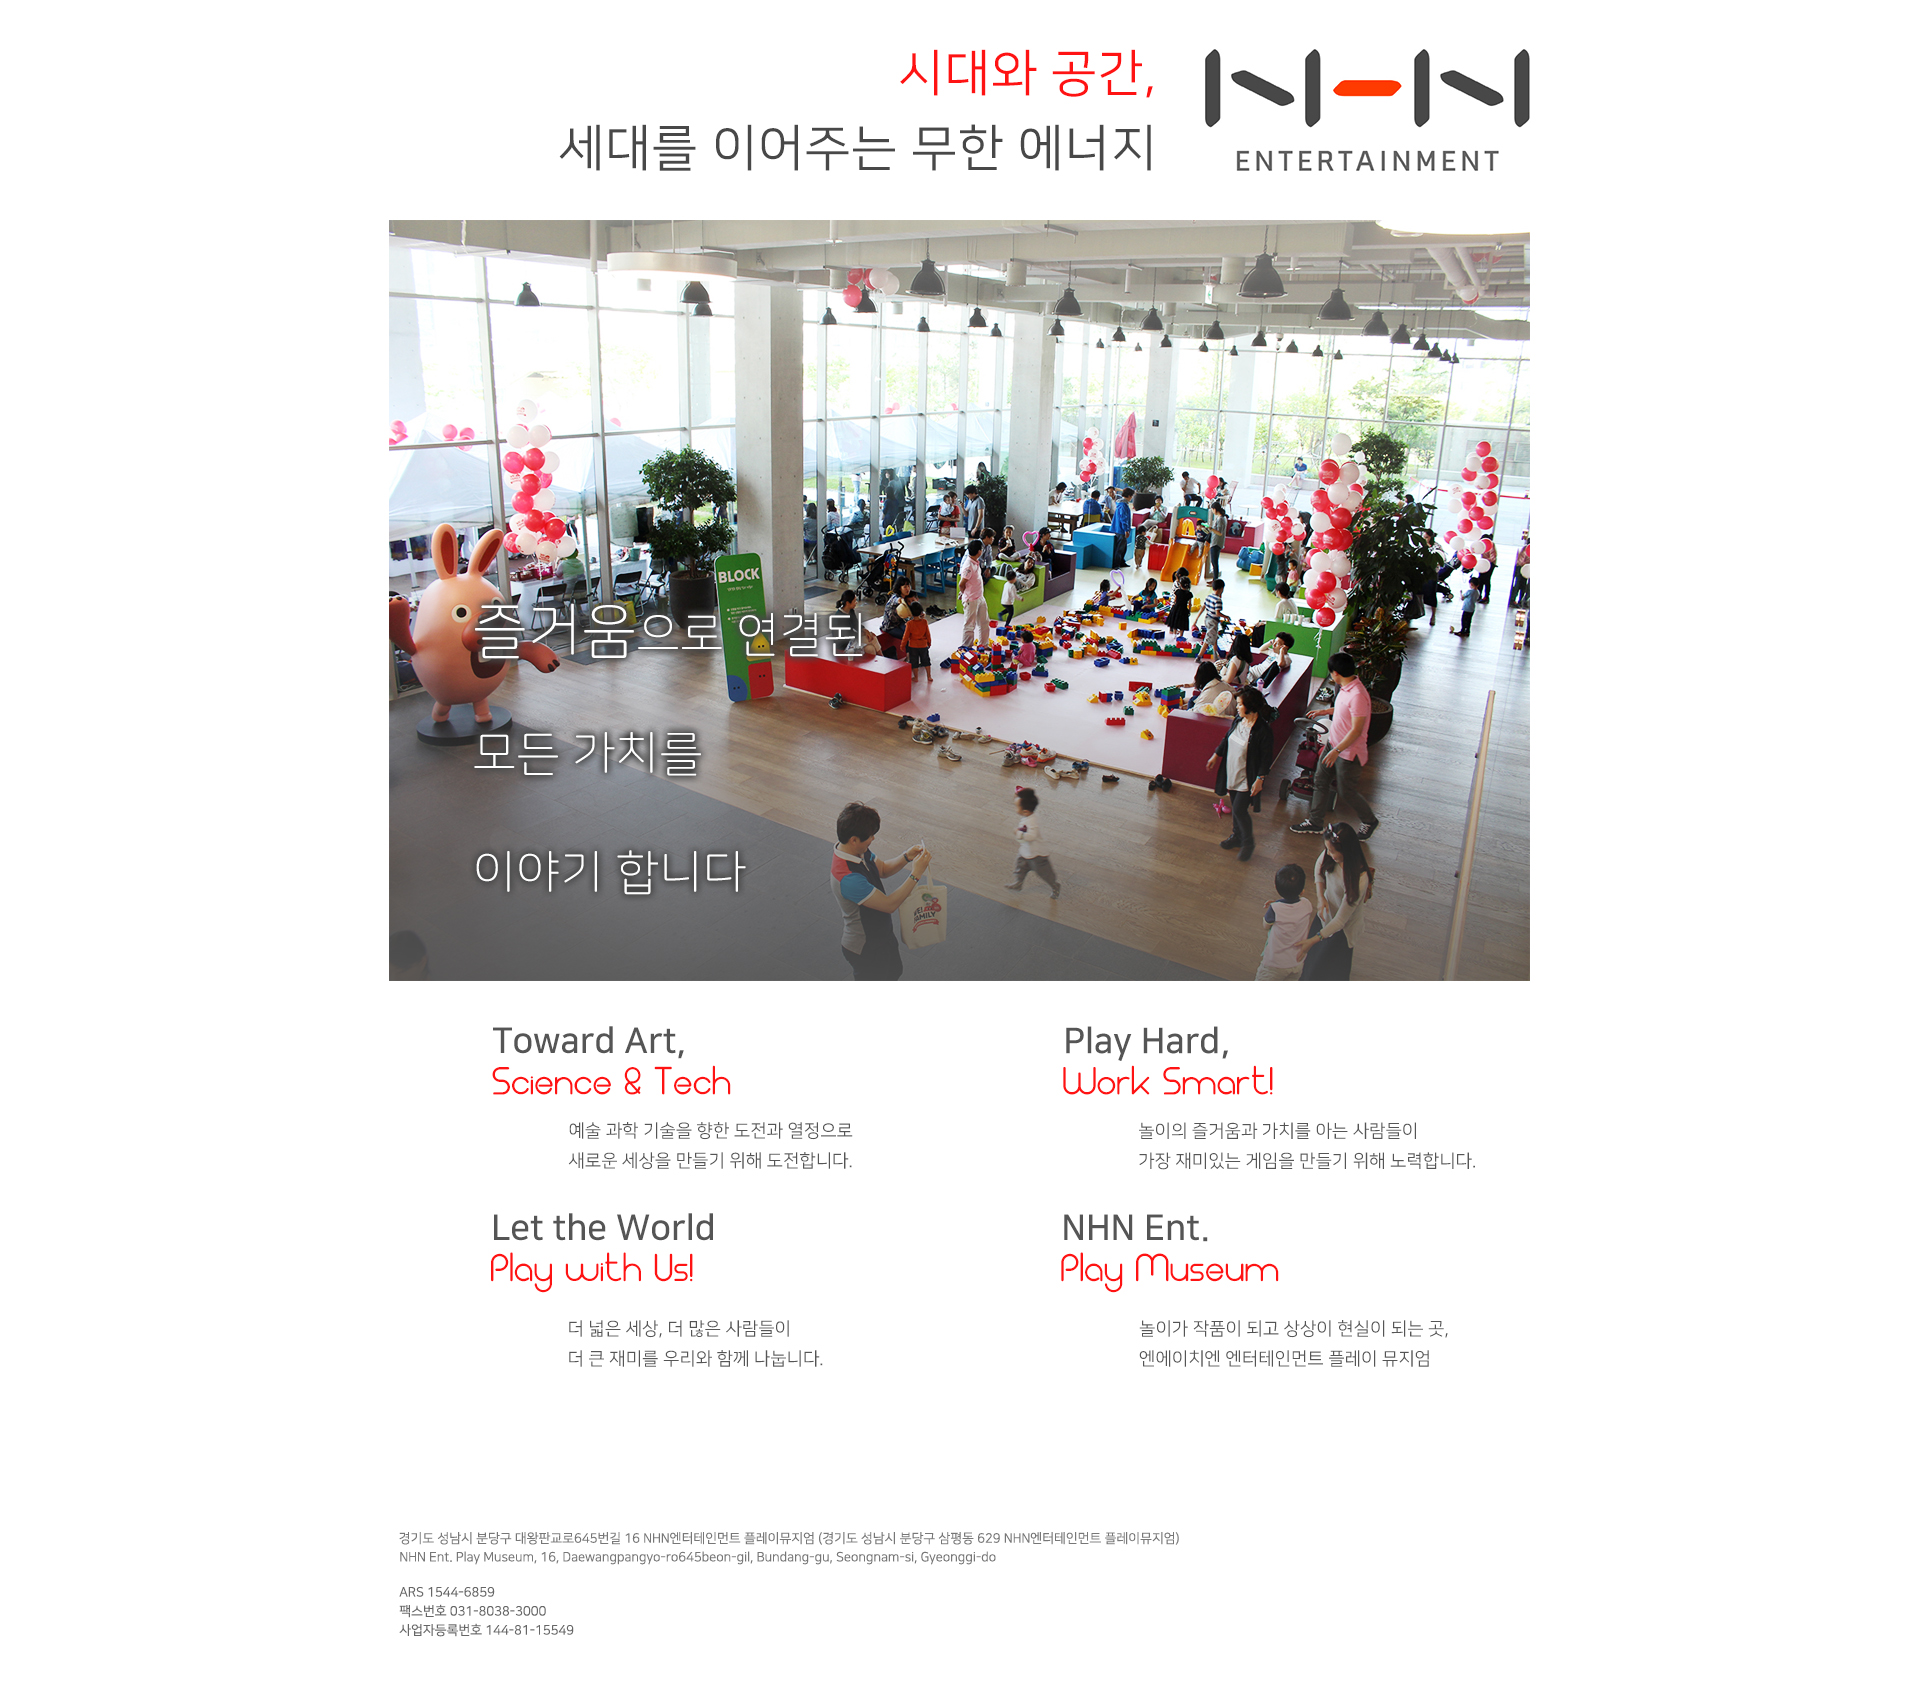 시대와 공간,
세대를 이어주는 무한 에너지
NHN
ENTERTAINMENT
BLOCK
즐거움으로 연결된
모든 가치를
이야기 합니다
FAMILY
Toward Art,
Science & Tech
예술 과학 기술을 향한 도전과 열정으로
새로운 세상을 만들기 위해 도전합니다.
Play Hard,
Work Smart!
놀이의 즐거움과 가치를 아는 사람들이
가장 재미있는 게임을 만들기 위해 노력합니다.
Let the World
Play with Us!
더 넓은 세상, 더 많은 사람들이
더 큰 재미를 우리와 함께 나눕니다.
NHN Ent.
Play Museum
놀이가 작품이 되고 상상이 현실이 되는 곳,
엔에이치엔 엔터테인먼트 플레이 뮤지엄
경기도 성남시 분당구 대왕판교로645번길 16 NHN엔터테인먼트 플레이뮤지엄 (경기도 성남시 분당구 삼평동 629 NHN엔터테인먼트 플레이뮤지엄)
NHN Ent. Play Museum, 16, Daewangpangyo-ro645beon-gil, Bundang-gu, Seongnam-si, Gyeonggi-do
ARS 1544-6859
팩스번호 031-8038-3000
사업자등록번호 144-81-15549